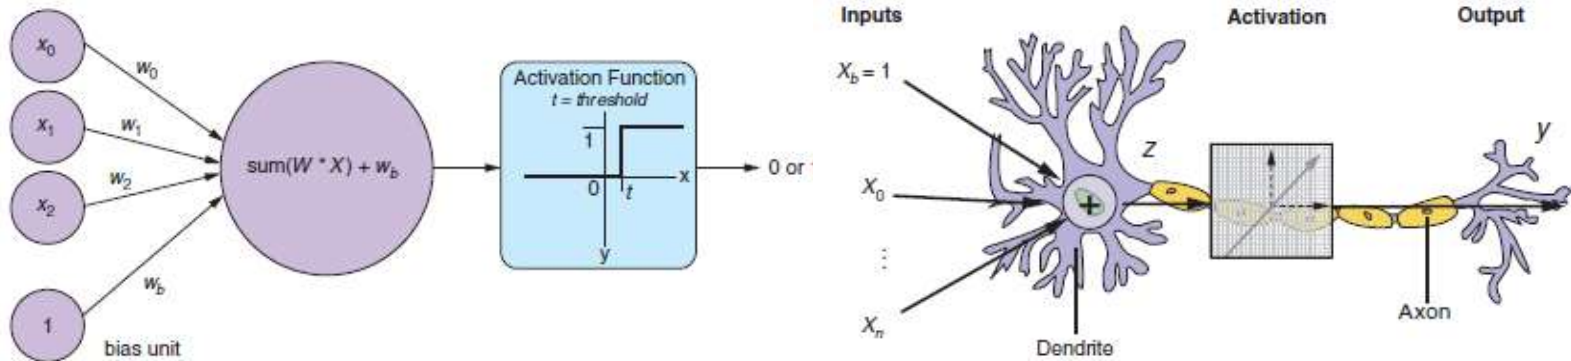 x0
w0
x1
w1
x2
w2
1
wb
bias unit
sum(W * X) + wb
Activation Function
t = threshold
1
0
x
t
y
0 or
Inputs
Activation
Output
Xb = 1
X0
⋮
Xn
z
y
+
Dendrite
Axon